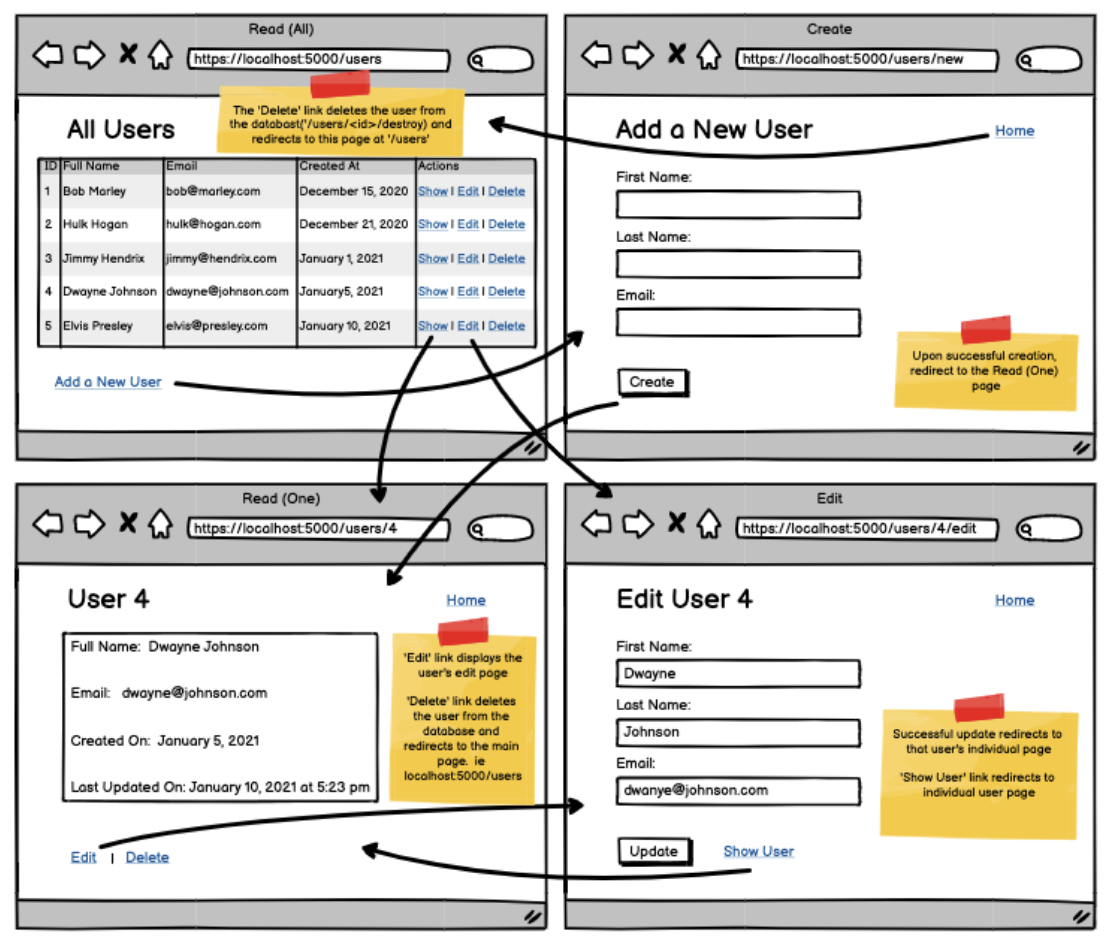 Read (All)
https://localhost:5000/users
The 'Delete' link deletes the user from
the databast('/users/<id>/destroy) and
redirects to this page at '/users'
All Users
ID Full Name Email Created At Actions
1 Bob Marley bob@marley.com December 15, 2020 Show | Edit | Delete
2 Hulk Hogan hulk@hogan.com December 21, 2020 Show | Edit | Delete
3 Jimmy Hendrix jimmy@hendrix.com January 1, 2021 Show | Edit | Delete
4 Dwayne Johnson dwayne@johnson.com January5, 2021 Show | Edit | Delete
5 Elvis Presley elvis@presley.com January 10, 2021 Show | Edit | Delete
Add a New User
Create
https://localhost:5000/users/new
Add a New User
Home
First Name:
Last Name:
Email:
Create
Upon successful creation,
redirect to the Read (One)
page
Read (One)
https://localhost:5000/users/4
User 4
Home
Full Name: Dwayne Johnson
Email: dwayne@johnson.com
Created On: January 5, 2021
Last Updated On: January 10, 2021 at 5:23 pm
'Edit' link displays the
user's edit page
'Delete' link deletes
the user from the
database and
redirects to the main
page. ie
localhost:5000/users
Edit | Delete
Edit
https://localhost:5000/users/4/edit
Edit User 4
Home
First Name:
Dwayne
Last Name:
Johnson
Email:
dwanye@johnson.com
Update
Show User
Successful update redirects to
that user's individual page
'Show User' link redirects to
individual user page